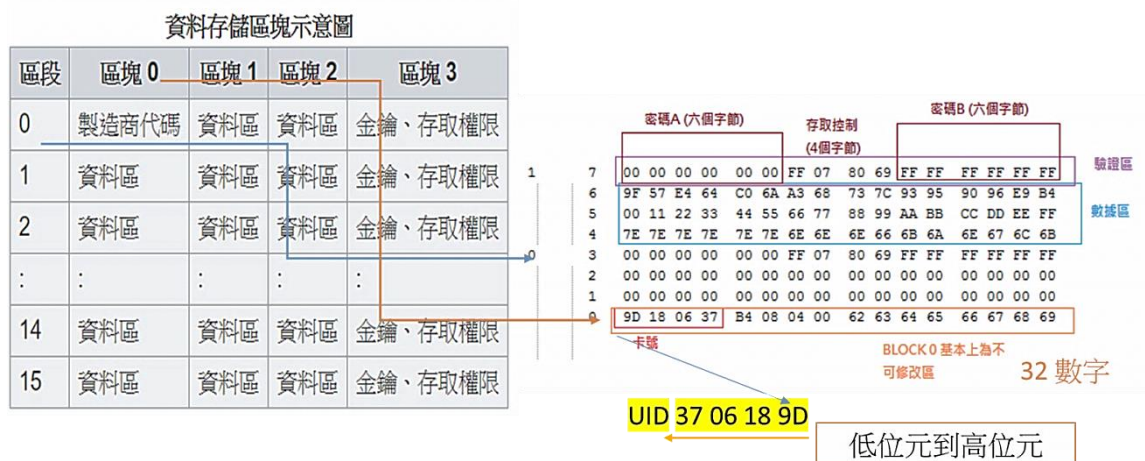 資料存儲區塊示意圖
區段 區塊 0 區塊 1 區塊 2 區塊 3
0 製造商代碼 資料區 資料區 金鑰、存取權限
1 資料區 資料區 資料區 金鑰、存取權限
2 資料區 資料區 資料區 金鑰、存取權限
: : : : :
14 資料區 資料區 資料區 金鑰、存取權限
15 資料區 資料區 資料區 金鑰、存取權限
密碼A (六個字節)
存取控制
(4個字節)
密碼B (六個字節)
1 7 00 00 00 00 00 00 FF 07 80 69 FF FF FF FF FF FF 驗證區
6 9F 57 E4 64 C0 6A A3 68 73 7C 93 95 90 96 E9 B4
5 00 11 22 33 44 55 66 77 88 99 AA BB CC DD EE FF 數據區
4 7E 7E 7E 7E 7E 7E 6E 6E 6E 66 6B 6A 6E 67 6C 6B
0 3 00 00 00 00 00 00 FF 07 80 69 FF FF FF FF FF FF
2 00 00 00 00 00 00 00 00 00 00 00 00 00 00 00 00
1 00 00 00 00 00 00 00 00 00 00 00 00 00 00 00 00
0 9D 18 06 37 B4 08 04 00 62 63 64 65 66 67 68 69
卡號
BLOCK 0 基本上為不
可修改區
32 數字
UID 37 06 18 9D
低位元到高位元